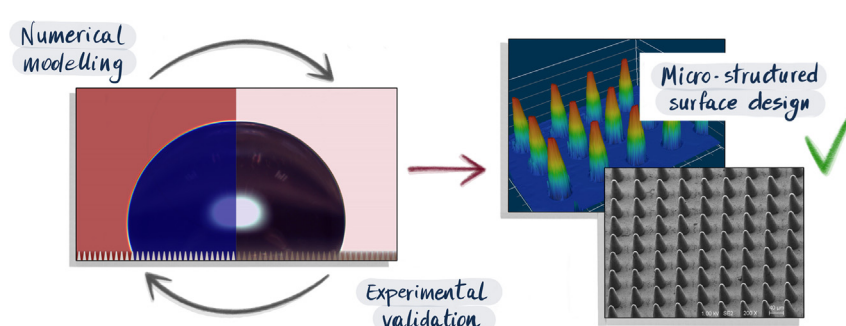 Numerical
modelling
Micro-structured
surface design
Experimental
validation